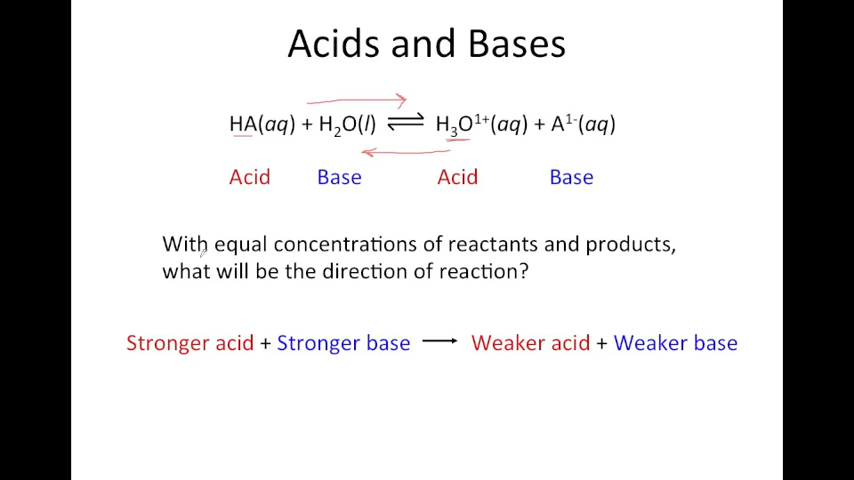 Acids and Bases
HA(aq) + H₂O(l) ⇌ H₃O¹⁺(aq) + A¹⁻(aq)
Acid Base Acid Base
With equal concentrations of reactants and products,
what will be the direction of reaction?
Stronger acid + Stronger base → Weaker acid + Weaker base